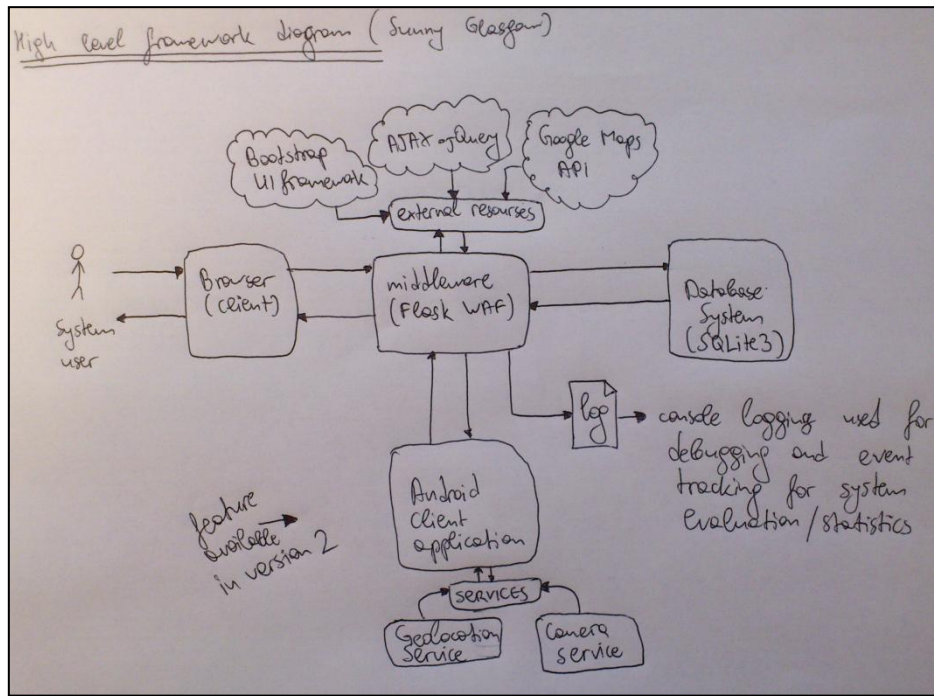 High level framework diagram (Sunny Glasgow)
Bootstrap
UI framework
AJAX jQuery
Google Maps
API
external resourses
System
user
Browser
(client)
middleware
(Flask WAF)
Database
System
(SQLite3)
log
console logging used for
debugging and event
tracking for system
evaluation/statistics
feature
available
in version 2
Android
client
application
SERVICES
Geolocation
Service
Camera
service